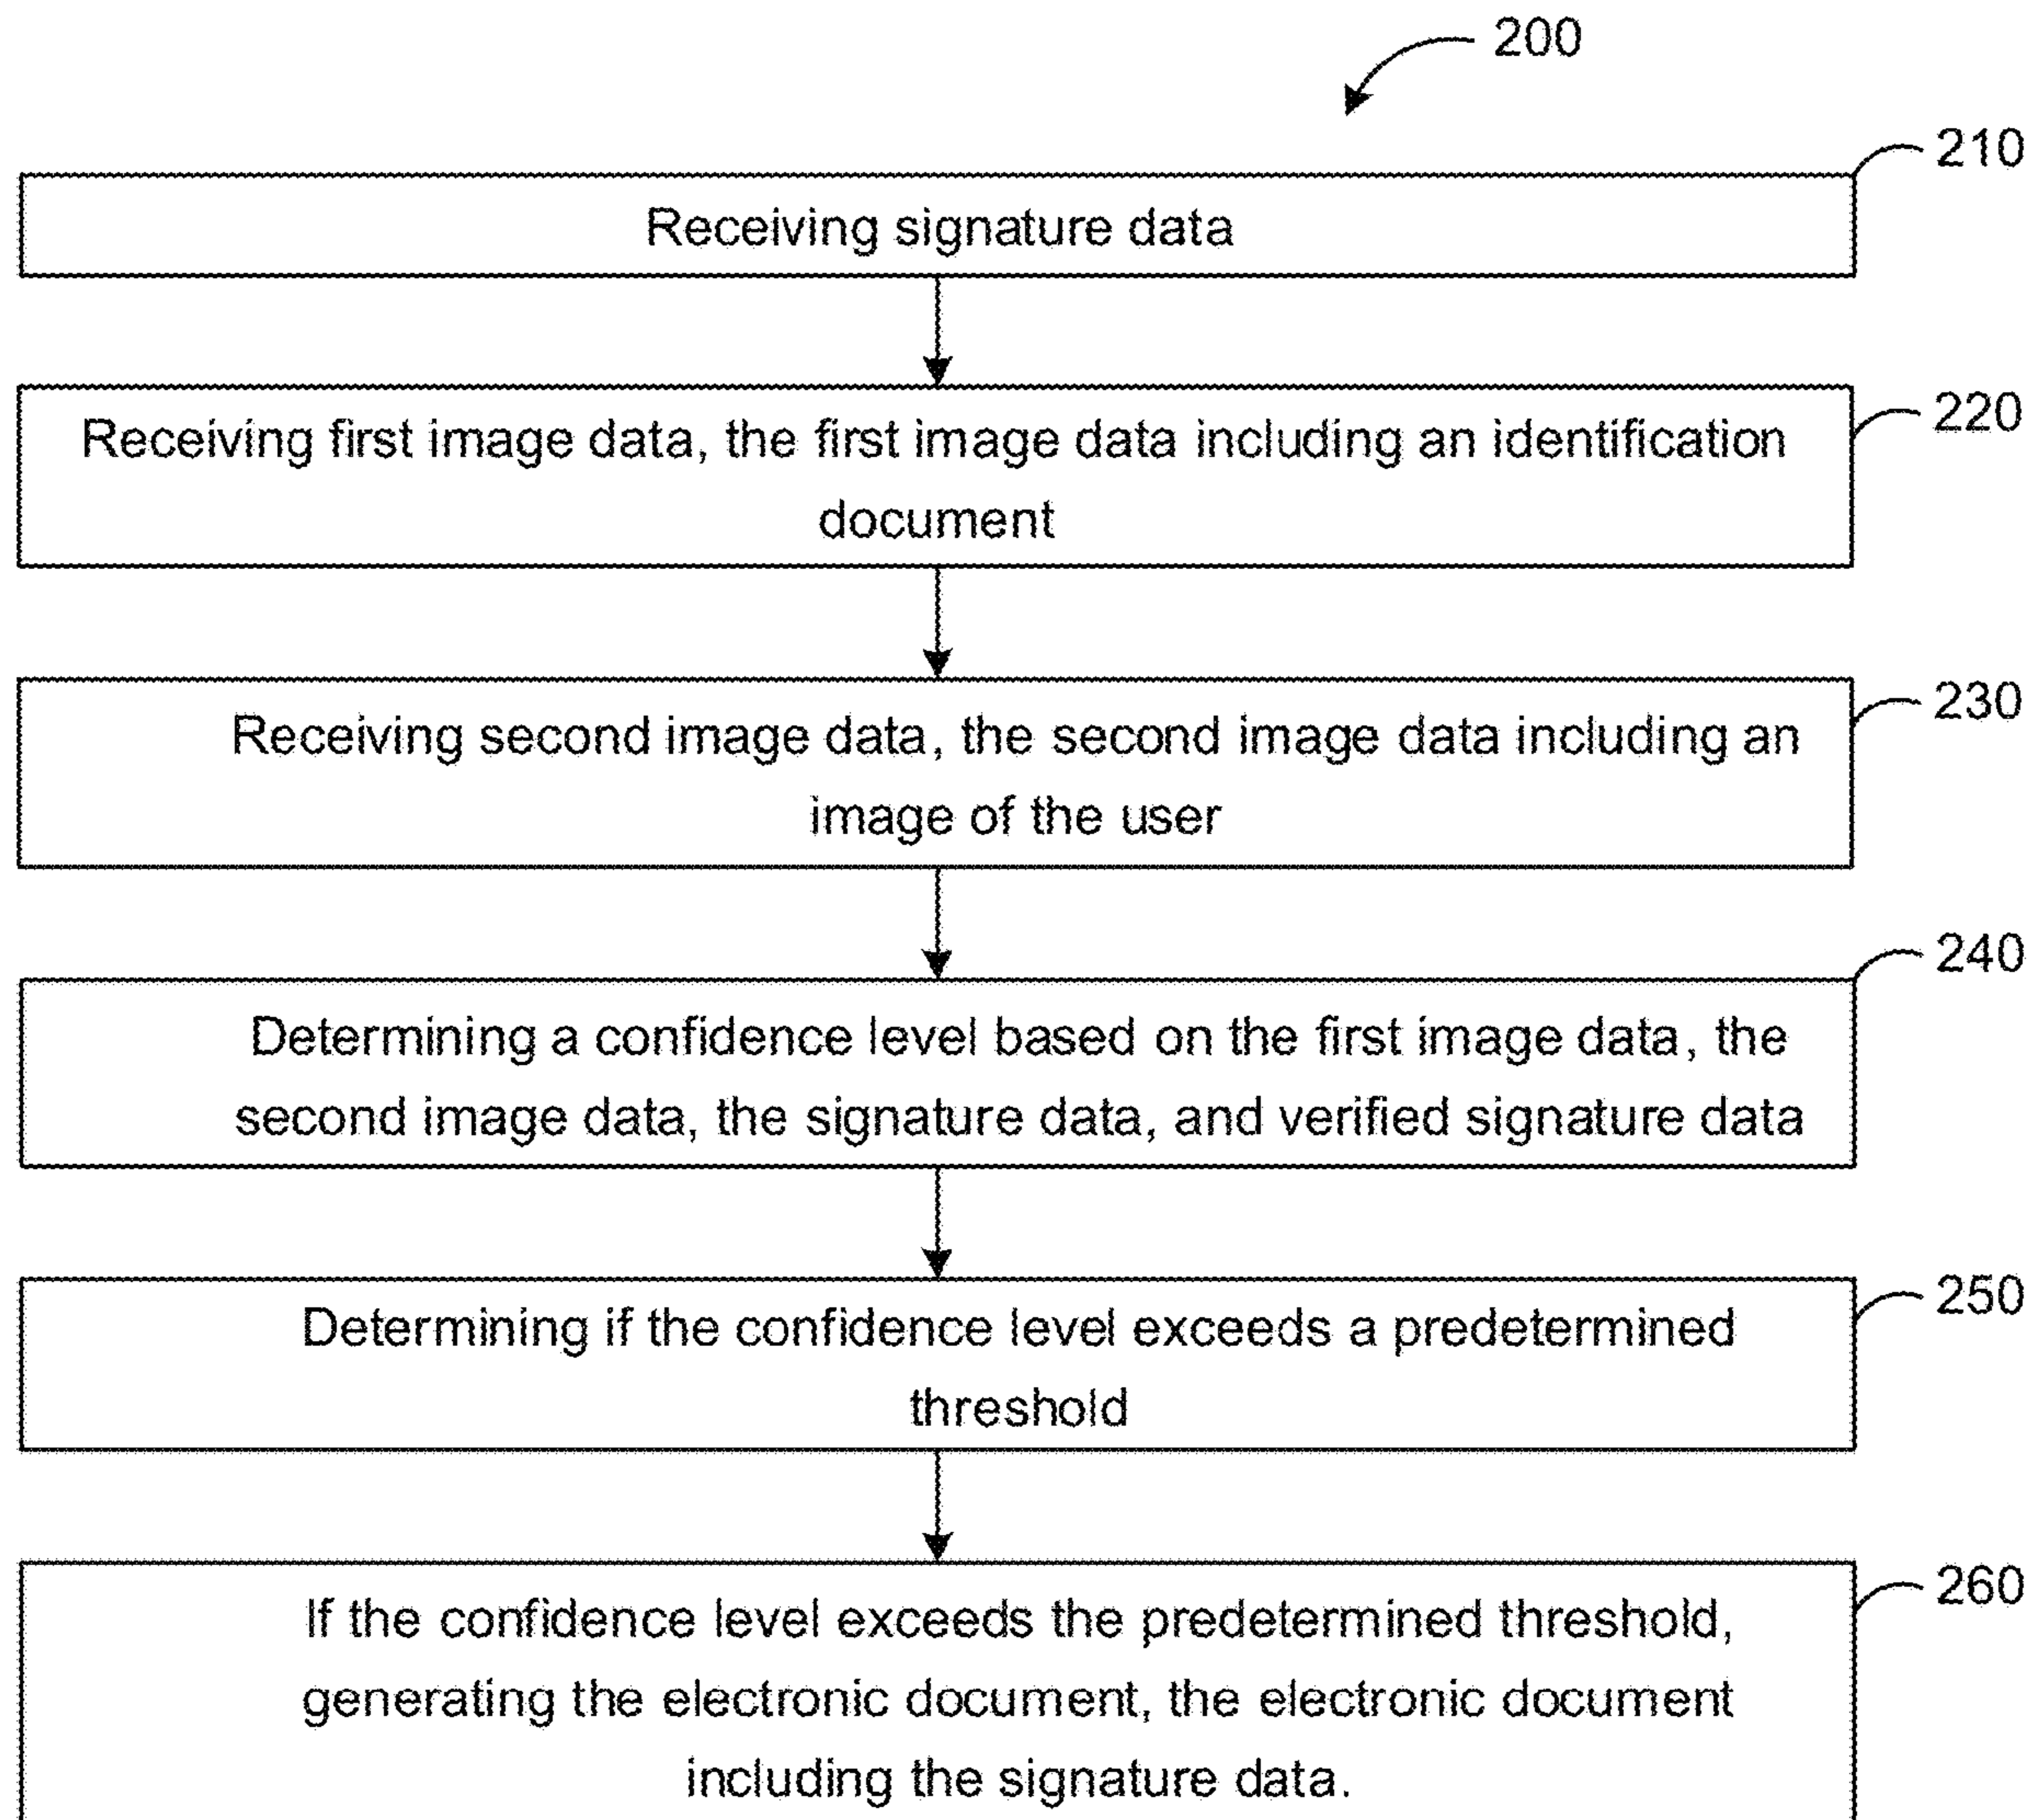 200
210
Receiving signature data
220
Receiving first image data, the first image data including an identification
document
230
Receiving second image data, the second image data including an
image of the user
240
Determining a confidence level based on the first image data, the
second image data, the signature data, and verified signature data
250
Determining if the confidence level exceeds a predetermined
threshold
260
If the confidence level exceeds the predetermined threshold,
generating the electronic document, the electronic document
including the signature data.